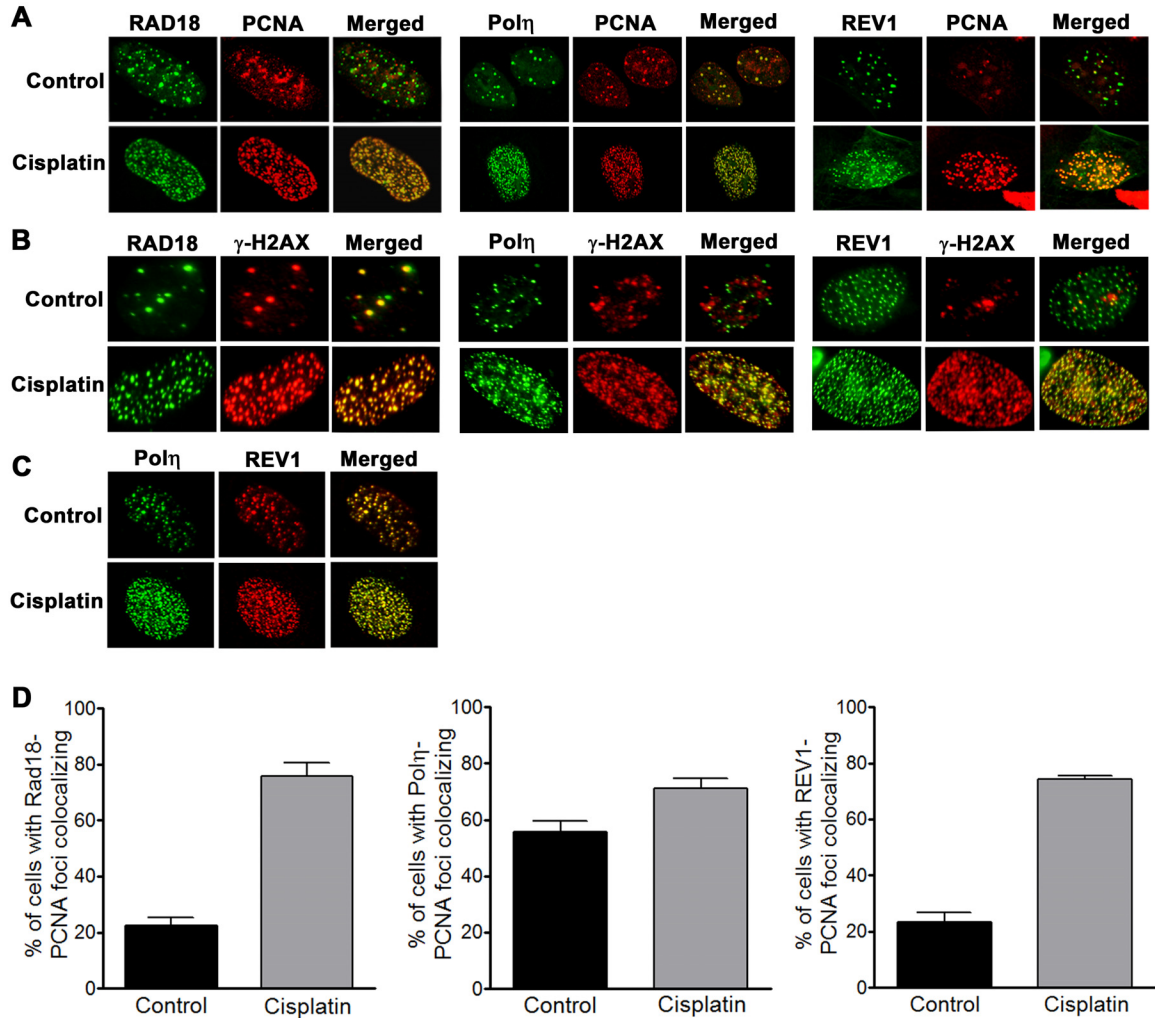 A
RAD18 PCNA Merged Polη PCNA Merged REV1 PCNA Merged
Control
Cisplatin
B
RAD18 γ-H2AX Merged Polη γ-H2AX Merged REV1 γ-H2AX Merged
Control
Cisplatin
C
Polη REV1 Merged
Control
Cisplatin
D
% of cells with Rad18-
PCNA foci colocalizing
100
80
60
40
20
0
Control Cisplatin
% of cells with Polη-
PCNA foci colocalizing
100
80
60
40
20
0
Control Cisplatin
% of cells with REV1-
PCNA foci colocalizing
100
80
60
40
20
0
Control Cisplatin